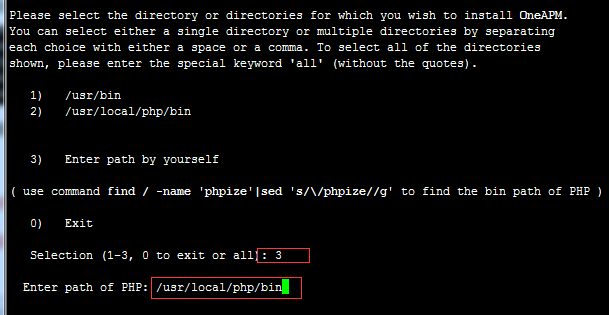 Please select the directory or directories for which you wish to install OneAPM.
You can select either a single directory or multiple directories by separating
each choice with either a space or a comma. To select all of the directories
shown, please enter the special keyword 'all' (without the quotes).
1) /usr/bin
2) /usr/local/php/bin
3) Enter path by yourself
( use command find / -name 'phpize'|sed 's/\/phpize//g' to find the bin path of PHP )
0) Exit
Selection (1-3, 0 to exit or all): 3
Enter path of PHP: /usr/local/php/bin